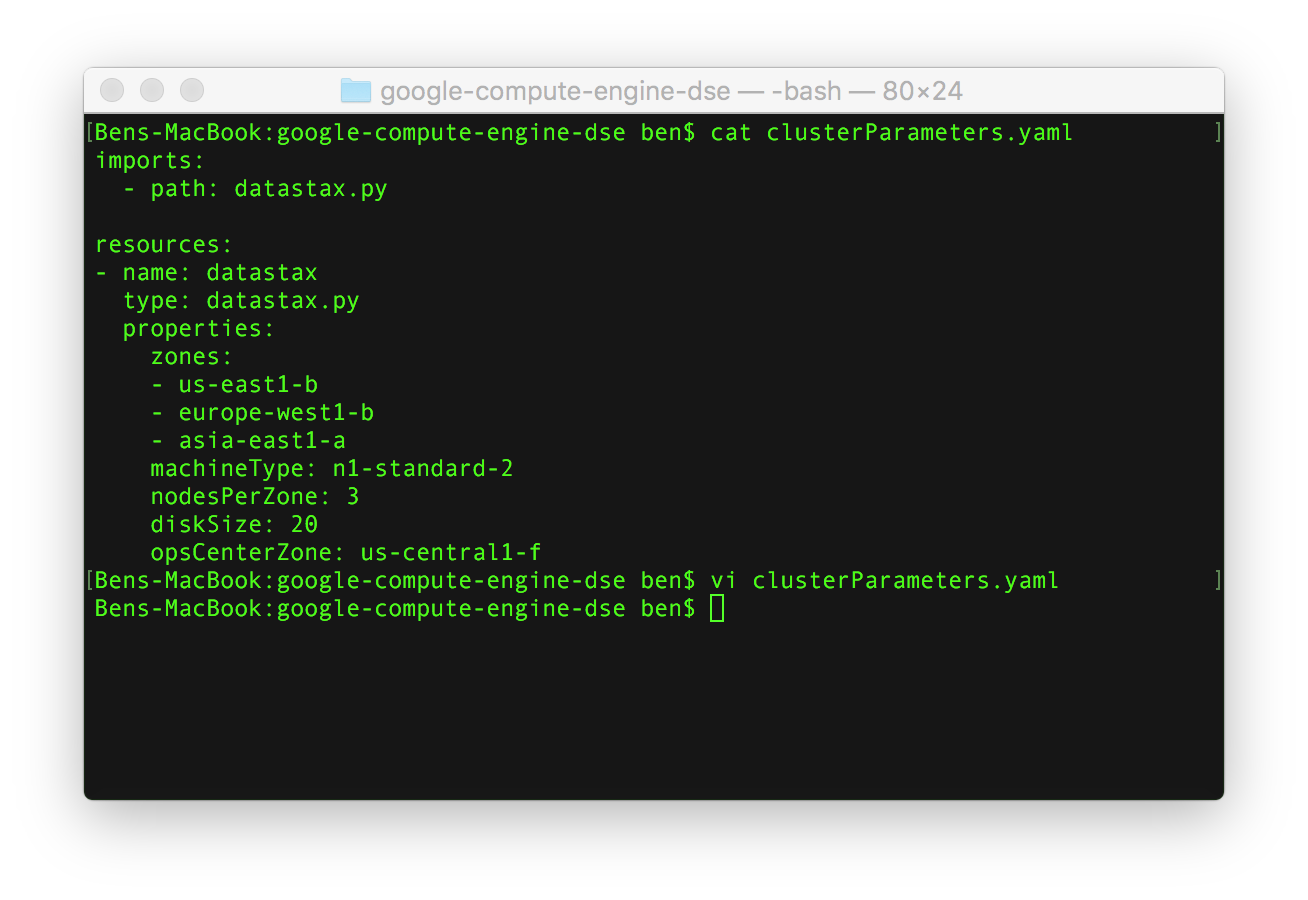 google-compute-engine-dse — -bash — 80×24
[Bens-MacBook:google-compute-engine-dse ben$ cat clusterParameters.yaml ]
imports:
  - path: datastax.py

resources:
- name: datastax
  type: datastax.py
  properties:
    zones:
    - us-east1-b
    - europe-west1-b
    - asia-east1-a
    machineType: n1-standard-2
    nodesPerZone: 3
    diskSize: 20
    opsCenterZone: us-central1-f
[Bens-MacBook:google-compute-engine-dse ben$ vi clusterParameters.yaml ]
Bens-MacBook:google-compute-engine-dse ben$